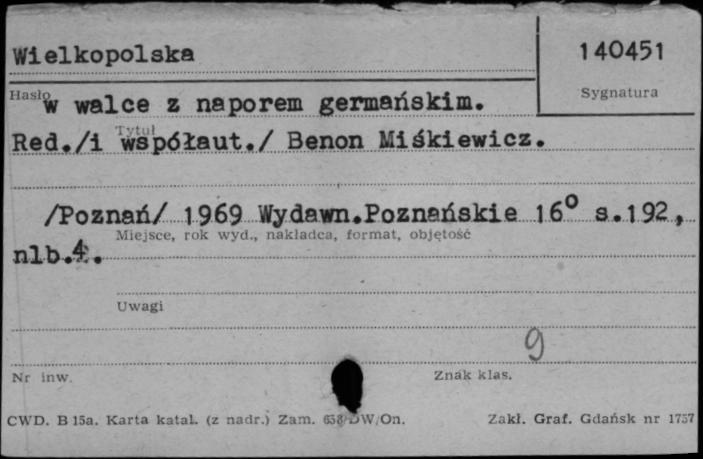 Wielkopolska
140451
Sygnatura
Hasło
w walce z naporem germańskim.
Tytuł
Red./i współaut./ Benon Miśkiewicz.
/Poznań/ 1969 Wydawn.Poznańskie 16° s.192,
Miejsce, rok wyd., nakładca, format, objętość
nlb.4.
Uwagi
9
Nr inw.
Znak klas.
CWD. B 15a. Karta katal. (z nadr.) Zam. DW/On.
Zakł. Graf. Gdańsk nr 1757